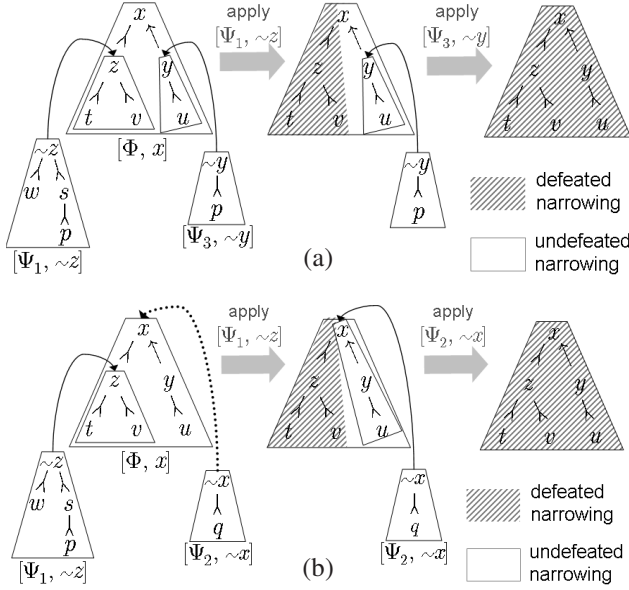 x
apply
[Ψ₁, ~z]
x
apply
[Ψ₃, ~y]
x
z
y
z
y
z
y
t
v
u
t
v
u
t
v
u
[Φ, x]
~z
w
s
p
[Ψ₁, ~z]
~y
p
[Ψ₃, ~y]
~y
p
defeated
narrowing
undefeated
narrowing
(a)
x
apply
[Ψ₁, ~z]
x
apply
[Ψ₂, ~x]
x
z
y
z
y
z
y
t
v
u
t
v
u
t
v
u
[Φ, x]
~z
w
s
p
[Ψ₁, ~z]
~x
q
[Ψ₂, ~x]
~x
q
[Ψ₂, ~x]
defeated
narrowing
undefeated
narrowing
(b)